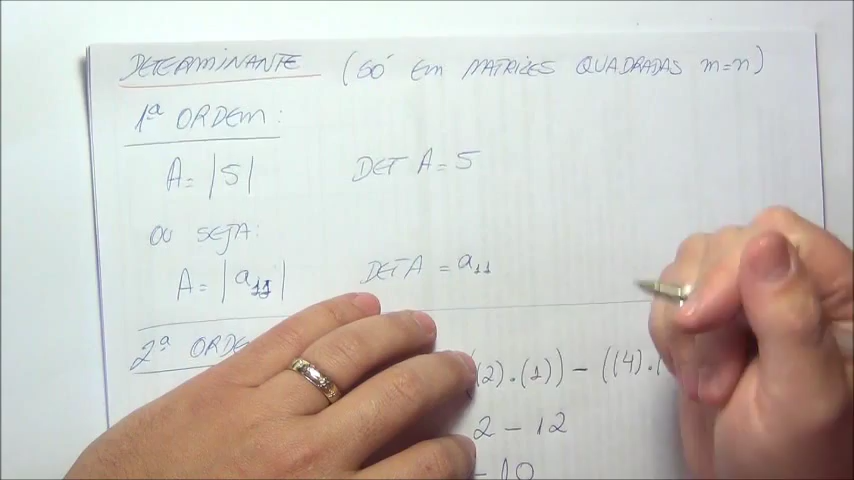 DETERMINANTE (SÓ EM MATRIZES QUADRADAS m=n)
1ª ORDEM:
A= |5| DET A = 5
OU SEJA:
A = |a₁₁| DET A = a₁₁
2ª
((2).(1)) - ((4).(
2 - 12
- 10